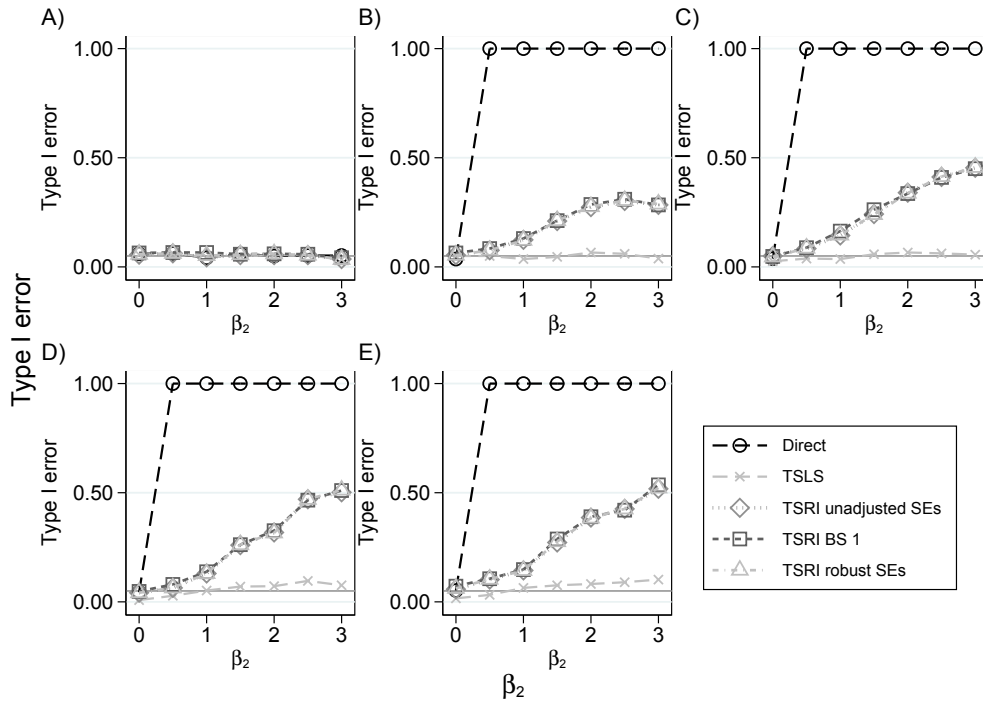 A)
B)
C)
1.00
0.50
0.00
Type I error
0
1
2
3
β2
1.00
0.50
0.00
Type I error
0
1
2
3
β2
1.00
0.50
0.00
Type I error
0
1
2
3
β2
D)
E)
1.00
0.50
0.00
Type I error
0
1
2
3
β2
1.00
0.50
0.00
Type I error
0
1
2
3
β2
Direct
TSLS
TSRI unadjusted SEs
TSRI BS 1
TSRI robust SEs
Type I error
β2